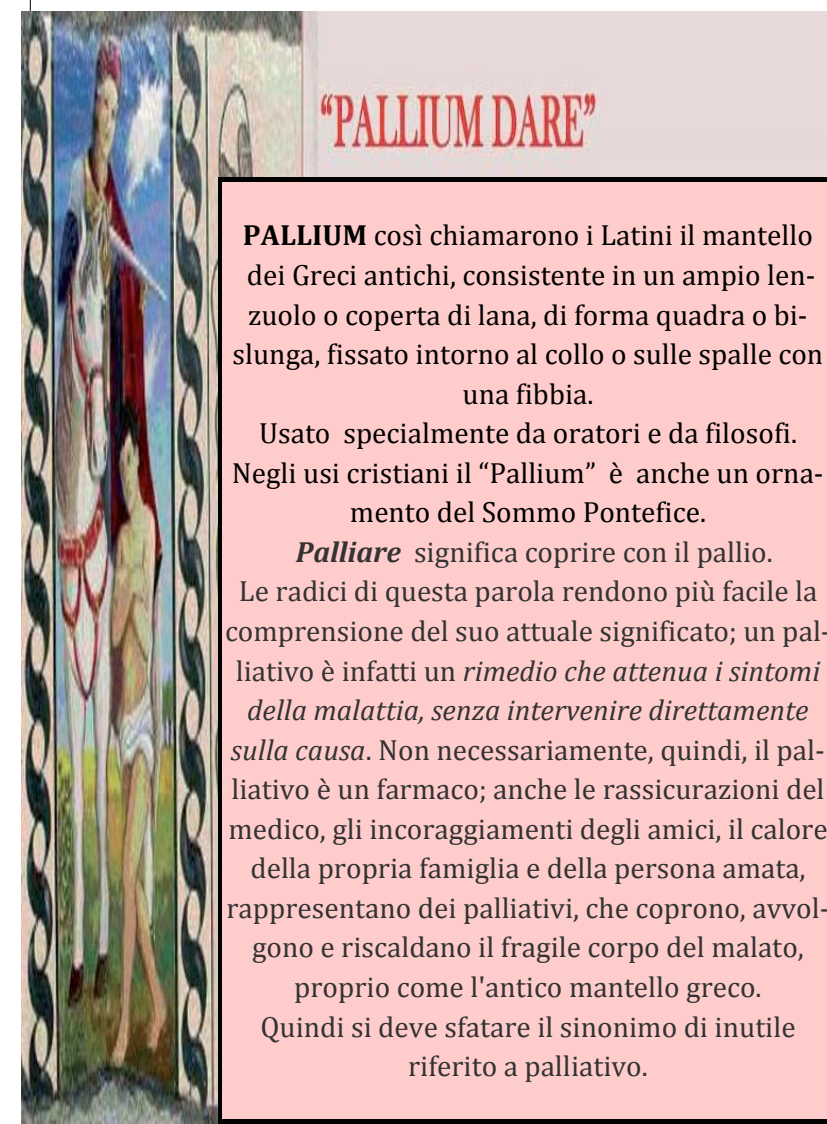 “PALLIUM DARE”
PALLIUM così chiamarono i Latini il mantello
dei Greci antichi, consistente in un ampio len-
zuolo o coperta di lana, di forma quadra o bi-
slunga, fissato intorno al collo o sulle spalle con
una fibbia.
Usato specialmente da oratori e da filosofi.
Negli usi cristiani il “Pallium” è anche un orna-
mento del Sommo Pontefice.
Palliare significa coprire con il pallio.
Le radici di questa parola rendono più facile la
comprensione del suo attuale significato; un pal-
liativo è infatti un rimedio che attenua i sintomi
della malattia, senza intervenire direttamente
sulla causa. Non necessariamente, quindi, il pal-
liativo è un farmaco; anche le rassicurazioni del
medico, gli incoraggiamenti degli amici, il calore
della propria famiglia e della persona amata,
rappresentano dei palliativi, che coprono, avvol-
gono e riscaldano il fragile corpo del malato,
proprio come l'antico mantello greco.
Quindi si deve sfatare il sinonimo di inutile
riferito a palliativo.